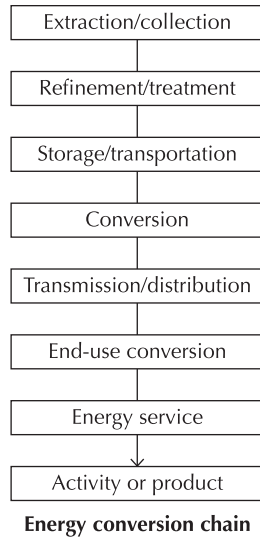 Extraction/collection
Refinement/treatment
Storage/transportation
Conversion
Transmission/distribution
End-use conversion
Energy service
Activity or product
Energy conversion chain